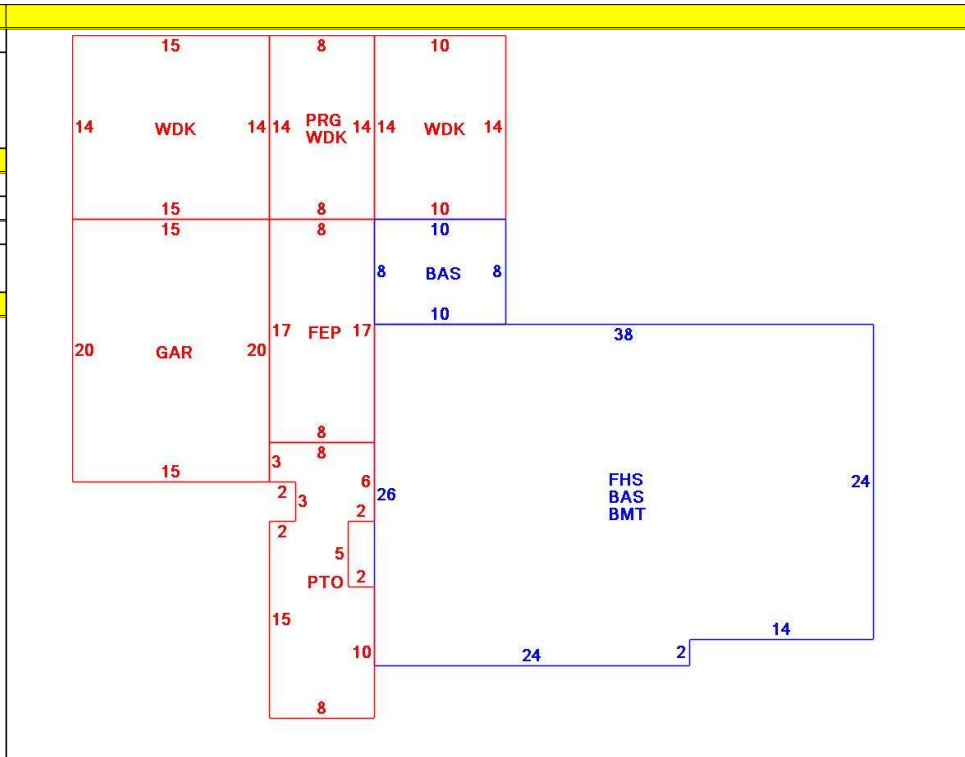 15 8 10
14 WDK 14 14 PRG WDK 14 14 WDK 14
15 8 10
15 8 10
8 BAS 8
10
38
20 GAR 20 17 FEP 17
8
15 3 8
2 3 6 26
2 2
5
PTO 2
15
10
8
FHS
BAS
BMT
24
14
24 2